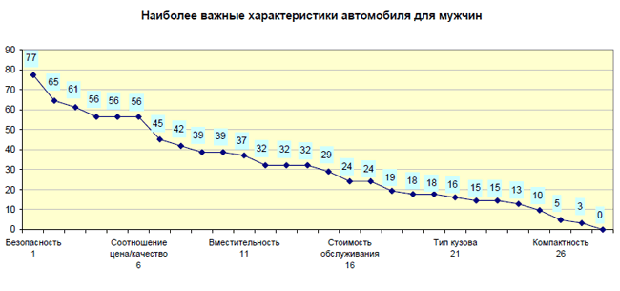 Наиболее важные характеристики автомобиля для мужчин
90
80
70
60
50
40
30
20
10
0
77 65 61 56 56 56 45 42 39 39 37 32 32 32 29 24 24 19 18 18 16 15 15 13 10 5 3 0
Безопасность Соотношение Вместительность Стоимость Тип кузова Компактность
1 цена/качество 11 обслуживания 21 26
6 16